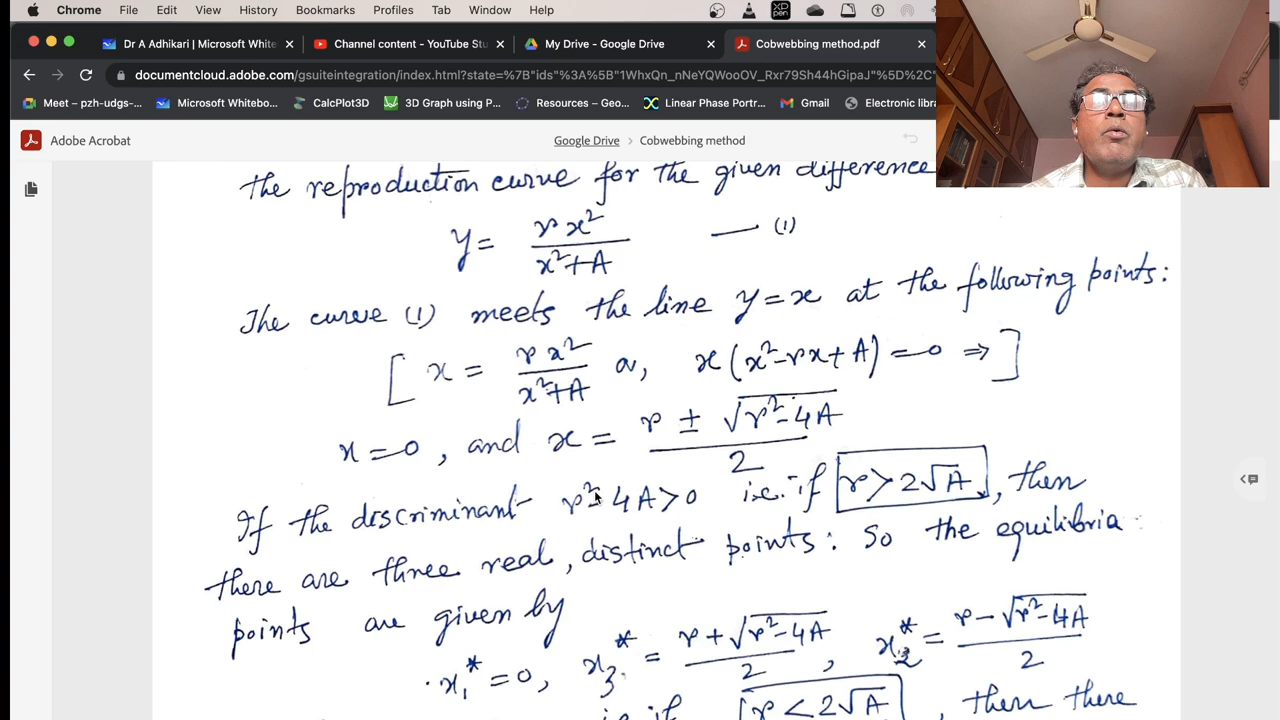 Chrome File Edit View History Bookmarks Profiles Tab Window Help
Dr A Adhikari | Microsoft White × Channel content - YouTube Stu × My Drive - Google Drive × Cobwebbing method.pdf ×
documentcloud.adobe.com/gsuiteintegration/index.html?state=%7B"ids"%3A%5B"1WhxQn_nNeYQWooOV_Rxr79Sh44hGipaJ"%5D%2C"
Meet – pzh-udgs-... Microsoft Whitebo... CalcPlot3D 3D Graph using P... Resources – Geo... Linear Phase Portr... Gmail Electronic libra
Adobe Acrobat Google Drive > Cobwebbing method
the reproduction curve for the given difference
y = rx²/(x²+A) — (1)
The curve (1) meets the line y=x at the following points:
[ x = rx²/(x²+A) or, x(x²-rx+A)=0 ⇒ ]
x=0, and x = (r ± √(r²-4A))/2
If the discriminant r²-4A>0 i.e. if r>2√A, then
there are three real, distinct points: So the equilibria
points are given by
x₁* = 0, x₃* = (r+√(r²-4A))/2, x₂* = (r-√(r²-4A))/2
i.e. if r<2√A, then there